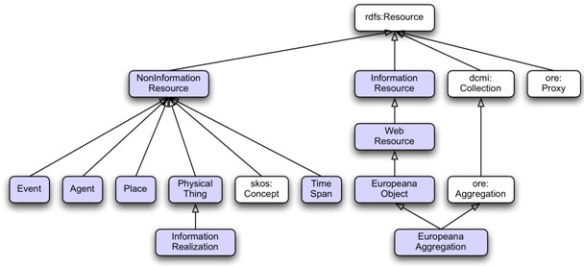 rdfs:Resource
NonInformation
Resource
Information
Resource
dcmi:
Collection
ore:
Proxy
Web
Resource
Event
Agent
Place
Physical
Thing
skos:
Concept
Time
Span
Europeana
Object
ore:
Aggregation
Information
Realization
Europeana
Aggregation